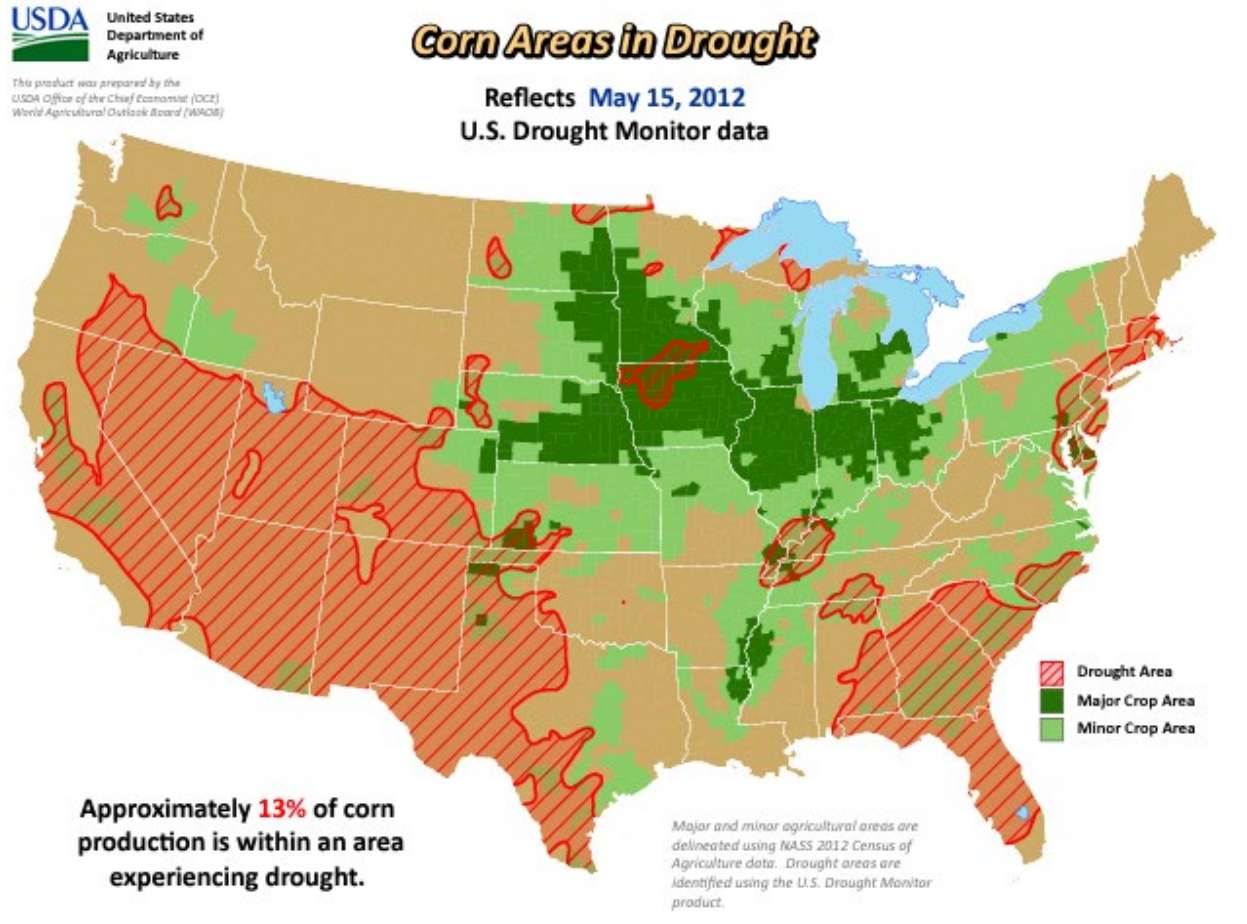 USDA
United States
Department of
Agriculture
This product was prepared by the
USDA Office of the Chief Economist (OCE)
World Agricultural Outlook Board (WAOB)
Corn Areas in Drought
Reflects May 15, 2012
U.S. Drought Monitor data
Drought Area
Major Crop Area
Minor Crop Area
Approximately 13% of corn
production is within an area
experiencing drought.
Major and minor agricultural areas are
delineated using NASS 2012 Census of
Agriculture data. Drought areas are
identified using the U.S. Drought Monitor
product.